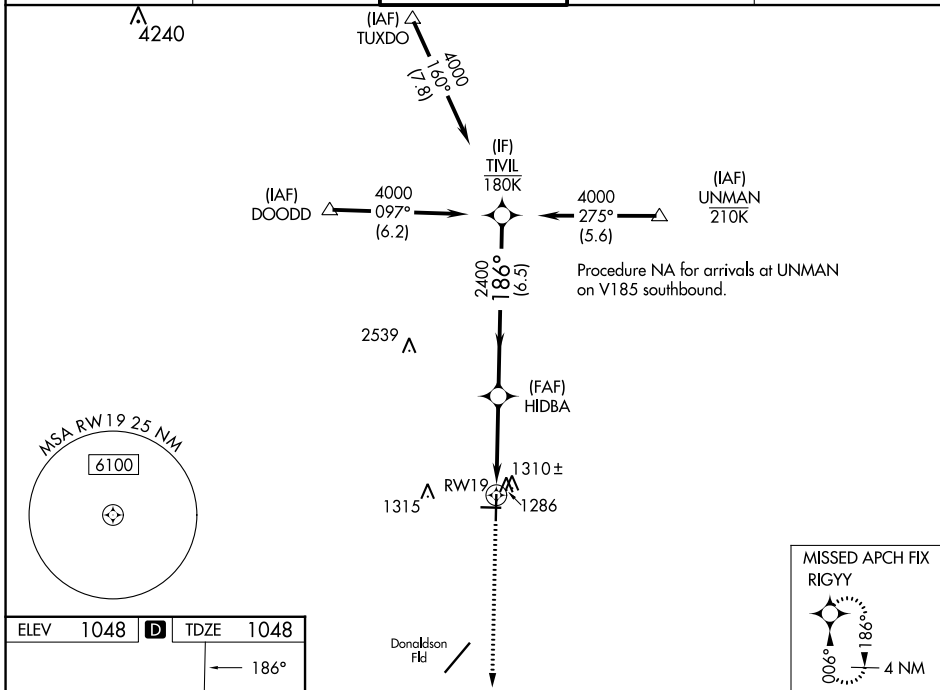 4240
(IAF)
TUXDO
4000
160°
(7.8)
(IF)
TIVIL
180K
(IAF)
DOODD
4000
097°
(6.2)
4000
275°
(5.6)
(IAF)
UNMAN
210K
2400
186°
(6.5)
Procedure NA for arrivals at UNMAN
on V185 southbound.
2539
(FAF)
HIDBA
MSA RW19 25 NM
6100
1310 ±
RW19
1315
1286
MISSED APCH FIX
RIGYY
006°
186°
4 NM
ELEV 1048 D TDZE 1048
186°
Donaldson
Fld